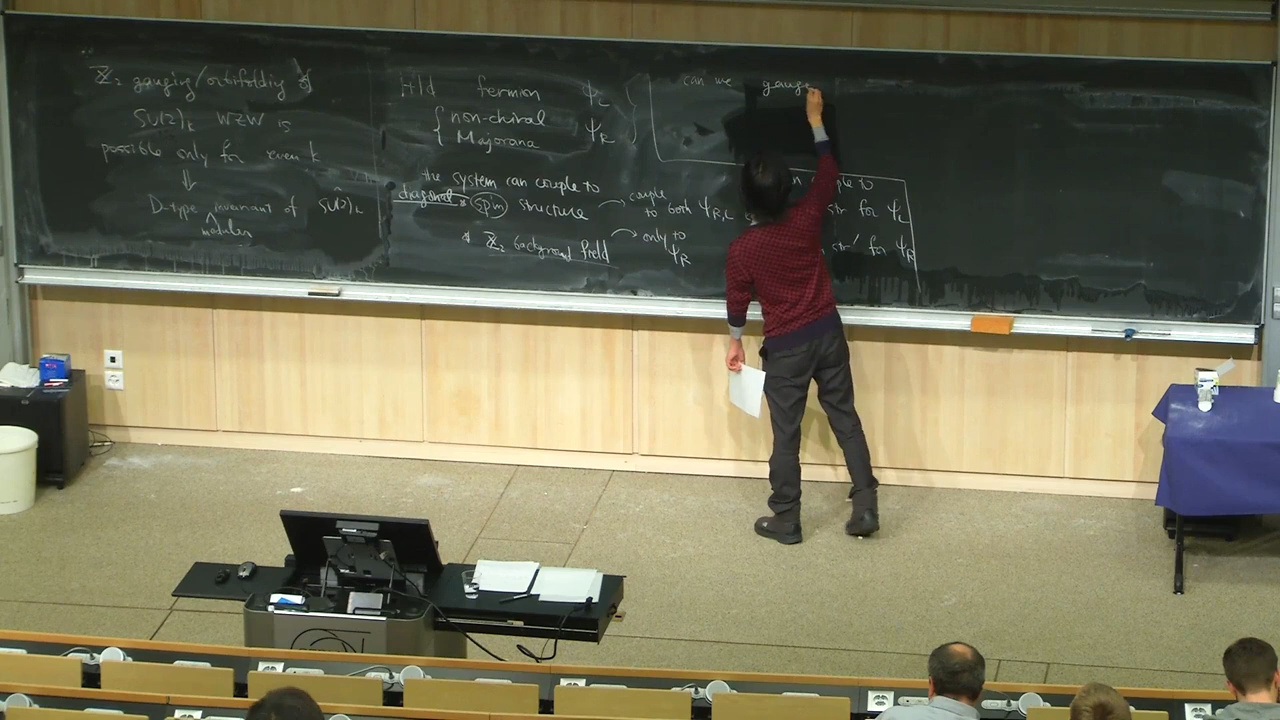 ℤ₂ gauging/orbifolding of
SU(2)ₖ WZW is
possible only for even k
⇓
D-type invariant of SU(2)ₖ
modular
1+1d fermion ψ_L
{ non-chiral ψ_R
Majorana
the system can couple to
diagonal spin structure → couple to both ψ_R,L
& ℤ₂ background field → only to ψ_R
can we gauge
ple to
str for ψ_L
str' for ψ_R